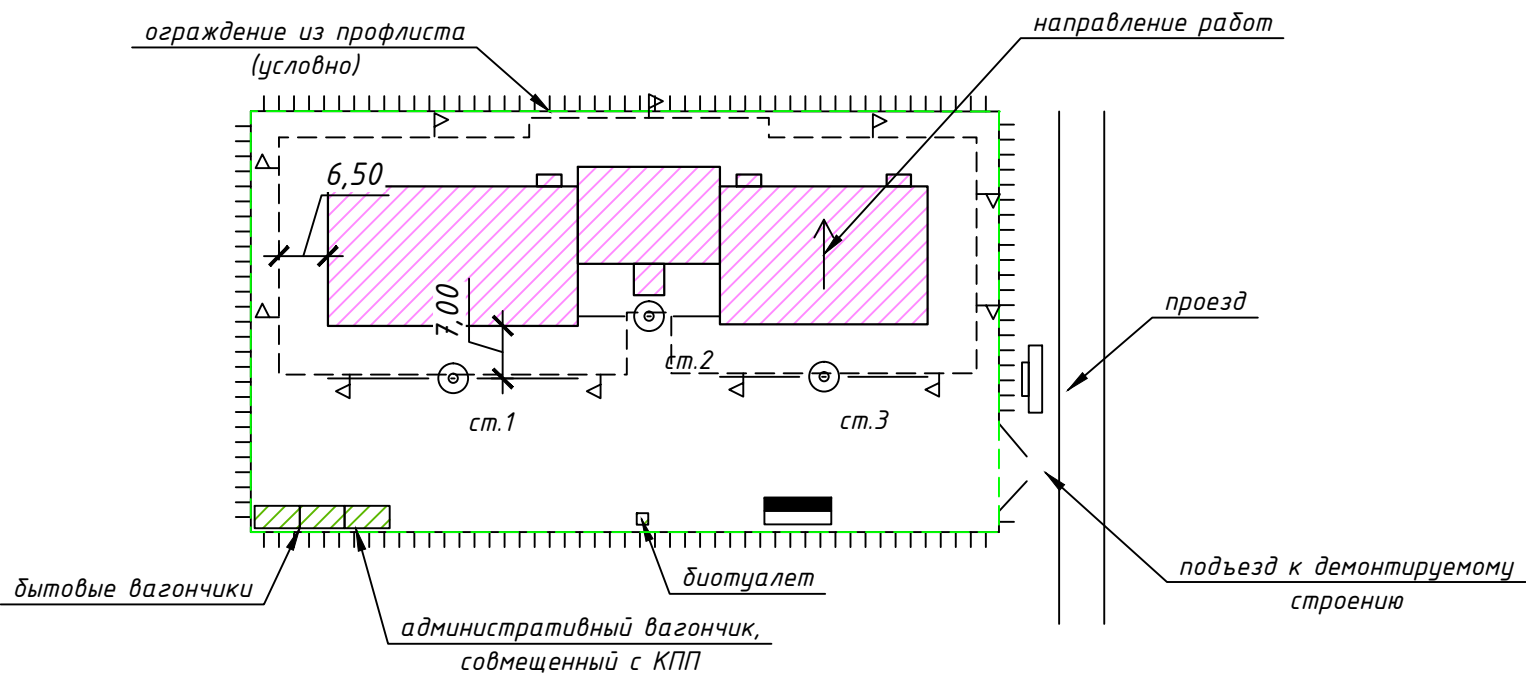 ограждение из профлиста
(условно)
направление работ
6,50
7,00
проезд
ст.2
ст.1
ст.3
бытовые вагончики
биотуалет
подъезд к демонтируемому
строению
административный вагончик,
совмещенный с КПП